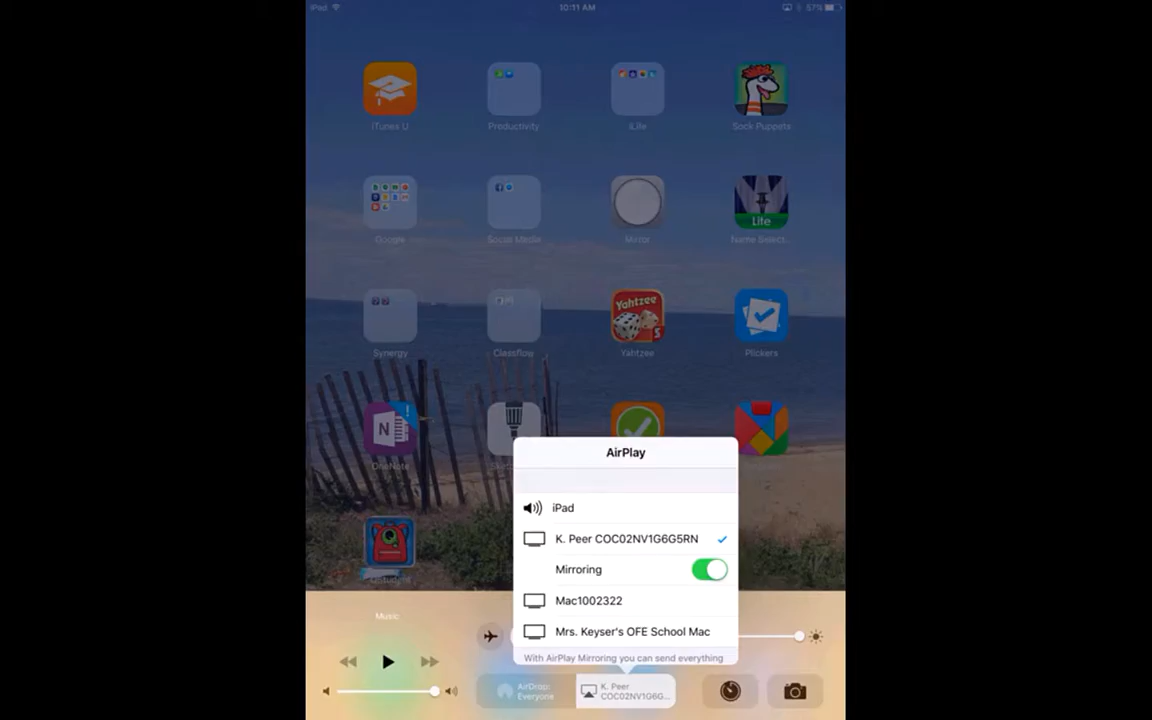 iPad
10:11 AM
57%
iTunes U
Productivity
iLife
Sock Puppets
Google
Social Media
Mirror
Lite
Name Select...
Synergy
Classflow
Yahtzee
Yahtzee
Plickers
N
OneNote
AirPlay
iPad
K. Peer COC02NV1G6G5RN
Mirroring
Mac1002322
Mrs. Keyser's OFE School Mac
With AirPlay Mirroring you can send everything
Music
AirDrop:
Everyone
K. Peer
COC02NV1G6G...